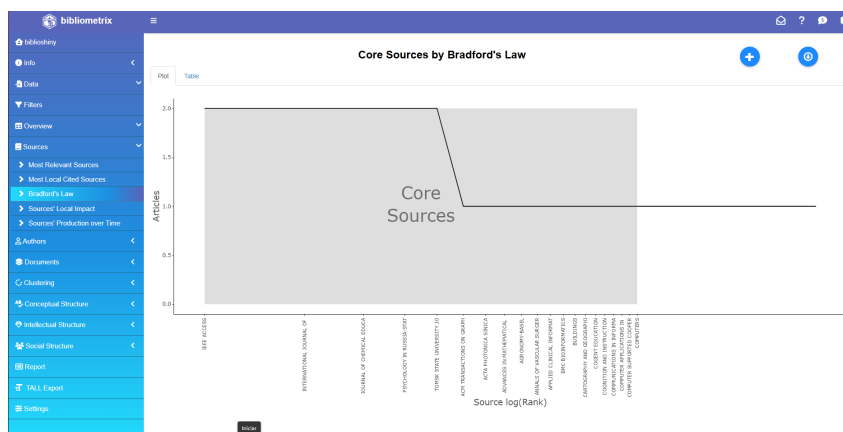 bibliometrix
biblioshiny
Info
Data
Filters
Overview
Sources
Most Relevant Sources
Most Local Cited Sources
Bradford's Law
Sources' Local Impact
Sources' Production over Time
Authors
Documents
Clustering
Conceptual Structure
Intellectual Structure
Social Structure
Report
TALL Export
Settings
Core Sources by Bradford's Law
Plot
Table
Articles
2.0
1.5
1.0
0.5
0.0
Core
Sources
IEEE ACCESS
INTERNATIONAL JOURNAL OF
JOURNAL OF CHEMICAL EDUCA
PSYCHOLOGY IN RUSSIA-STAT
TOMSK STATE UNIVERSITY JO
ACM TRANSACTIONS ON GRAPH
ACTA PHOTONICA SINICA
ADVANCES IN MATHEMATICAL
AGRONOMY-BASEL
ANNALS OF VASCULAR SURGER
APPLIED CLINICAL INFORMAT
BMC BIOINFORMATICS
BUILDINGS
CARTOGRAPHY AND GEOGRAPHI
COGENT EDUCATION
COGNITION AND INSTRUCTION
COMMUNICATIONS IN INFORMA
COMPUTER APPLICATIONS IN
COMPUTER SUPPORTED COOPER
COMPUTERS
Source log(Rank)
Iniciar